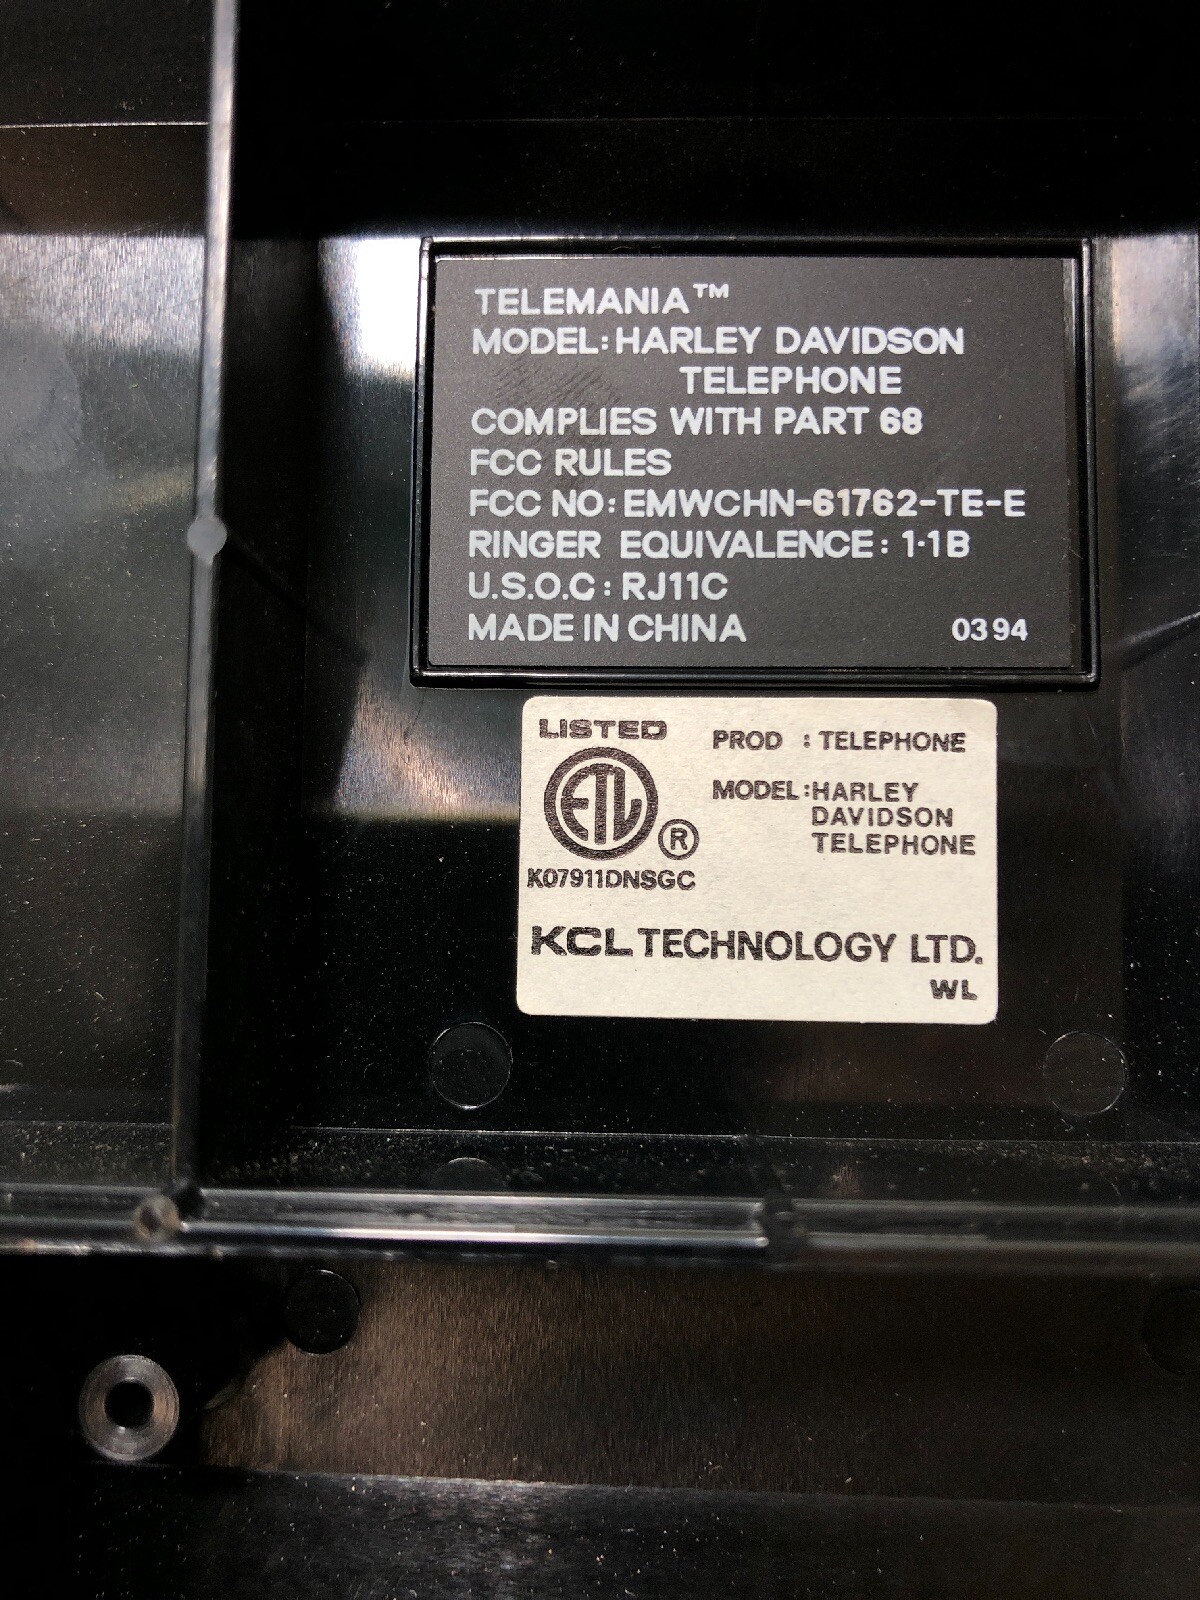 TELEMANIA™
MODEL: HARLEY DAVIDSON
TELEPHONE
COMPLIES WITH PART 68
FCC RULES
FCC NO: EMWCHN-61762-TE-E
RINGER EQUIVALENCE: 1·1B
U.S.O.C: RJ11C
MADE IN CHINA 0394
LISTED
ETL ®
K07911DNSGC
PROD : TELEPHONE
MODEL: HARLEY
DAVIDSON
TELEPHONE
KCL TECHNOLOGY LTD.
WL